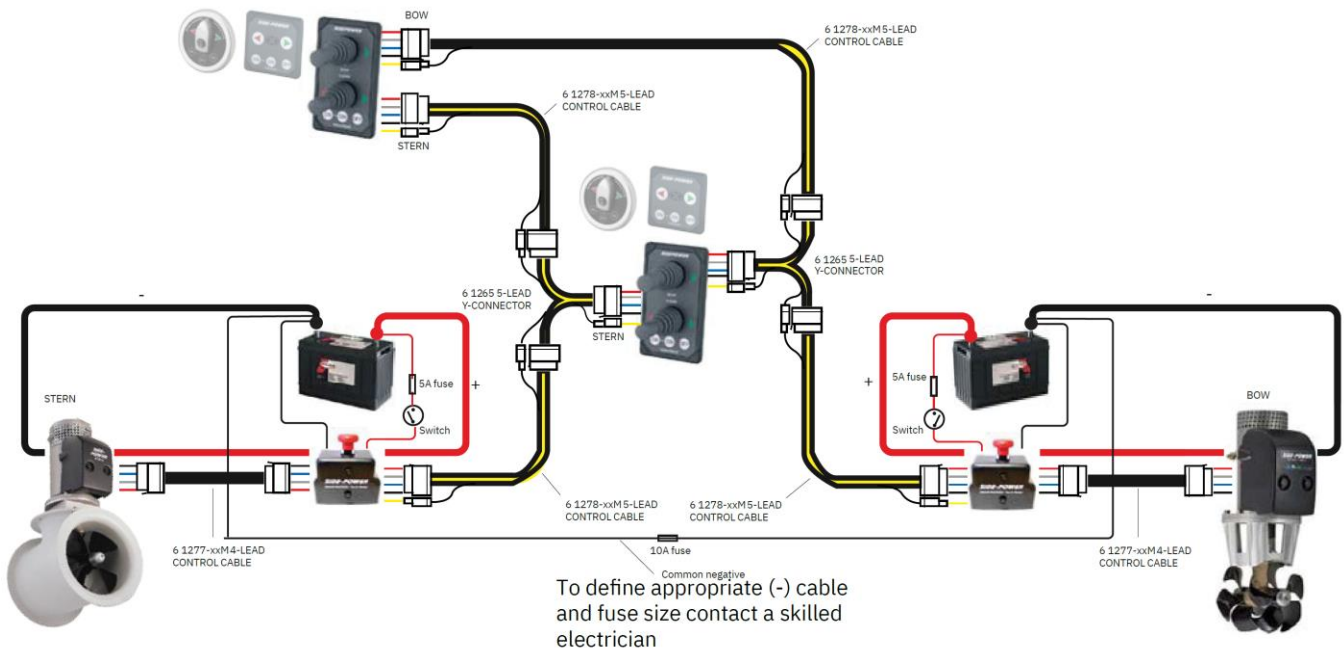 BOW
STERN
6 1278-xxM 5-LEAD
CONTROL CABLE
6 1278-xxM 5-LEAD
CONTROL CABLE
6 1265 5-LEAD
Y-CONNECTOR
STERN
6 1265 5-LEAD
Y-CONNECTOR
-
+
5A fuse
Switch
STERN
SIDE-POWER
6 1277-xxM 4-LEAD
CONTROL CABLE
6 1278-xxM 5-LEAD
CONTROL CABLE
6 1278-xxM 5-LEAD
CONTROL CABLE
-
+
5A fuse
Switch
BOW
SIDE-POWER
6 1277-xxM 4-LEAD
CONTROL CABLE
10A fuse
Common negative
To define appropriate (-) cable
and fuse size contact a skilled
electrician